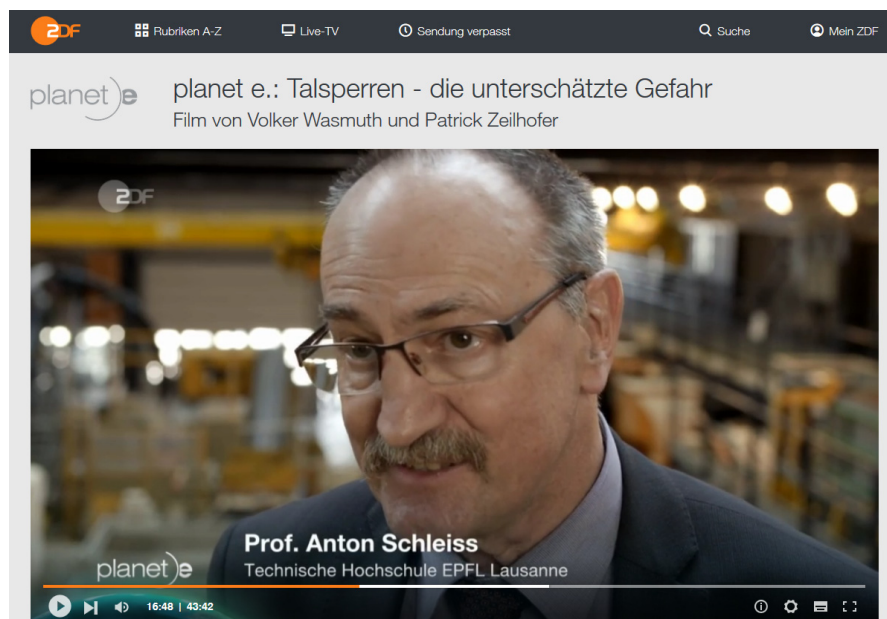 ZDF Rubriken A-Z Live-TV Sendung verpasst Suche Mein ZDF
planet e planet e.: Talsperren - die unterschätzte Gefahr
Film von Volker Wasmuth und Patrick Zeilhofer
ZDF
Prof. Anton Schleiss
planet e Technische Hochschule EPFL Lausanne
16:48 | 43:42